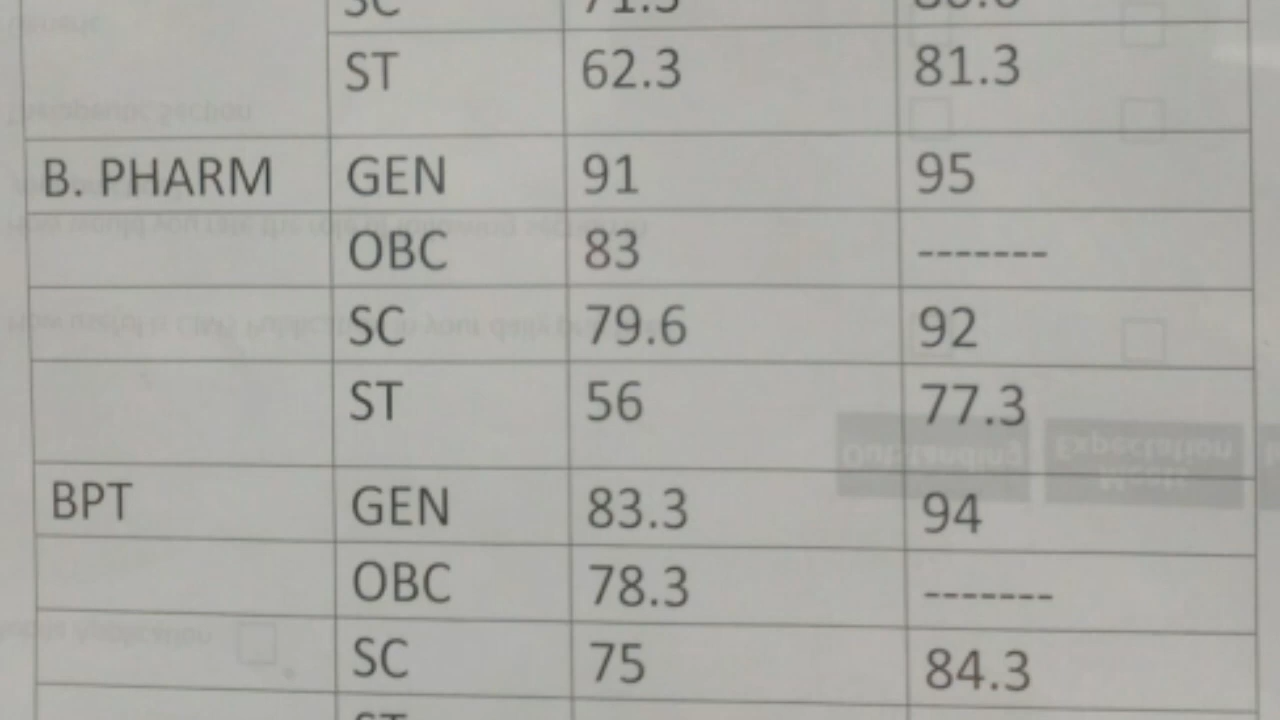 ST 62.3 81.3
B. PHARM GEN 91 95
OBC 83 -------
SC 79.6 92
ST 56 77.3
BPT GEN 83.3 94
OBC 78.3 -------
SC 75 84.3